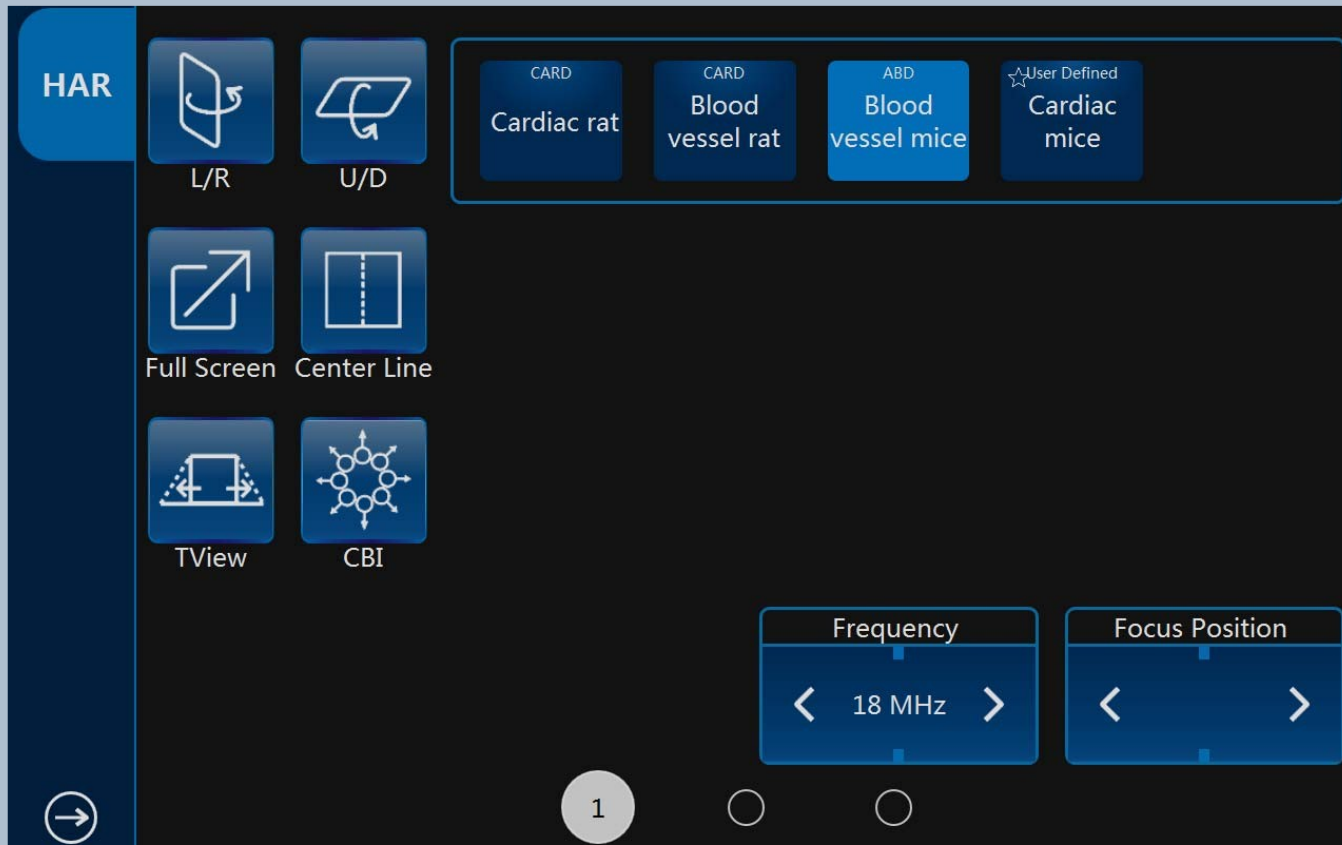 HAR
L/R
U/D
CARD
Cardiac rat
CARD
Blood
vessel rat
ABD
Blood
vessel mice
User Defined
Cardiac
mice
Full Screen
Center Line
TView
CBI
Frequency
18 MHz
Focus Position
1